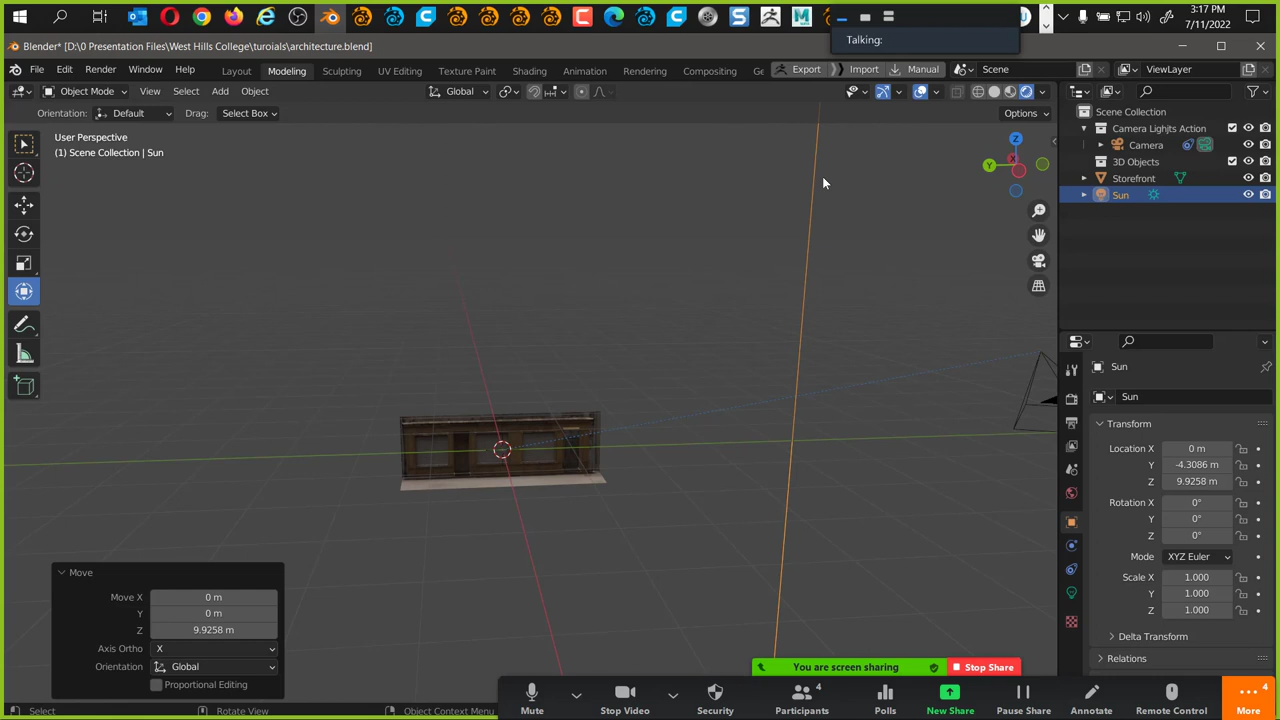 3:17 PM
7/11/2022
Talking:
Blender* [D:\0 Presentation Files\West Hills College\turoials\architecture.blend]
File Edit Render Window Help Layout Modeling Sculpting UV Editing Texture Paint Shading Animation Rendering Compositing Ge Export Import Manual Scene ViewLayer
Object Mode View Select Add Object Global
Orientation: Default Drag: Select Box Options
User Perspective
(1) Scene Collection | Sun
Scene Collection
Camera Lights Action
Camera
3D Objects
Storefront
Sun
X
Y
Z
Sun
Sun
Transform
Location X 0 m
Y -4.3086 m
Z 9.9258 m
Rotation X 0°
Y 0°
Z 0°
Mode XYZ Euler
Scale X 1.000
Y 1.000
Z 1.000
Delta Transform
Relations
Move
Move X 0 m
Y 0 m
Z 9.9258 m
Axis Ortho X
Orientation Global
Proportional Editing
You are screen sharing Stop Share
Select Rotate View Object Context Menu
Mute Stop Video Security Participants 4 Polls New Share Pause Share Annotate Remote Control More 4